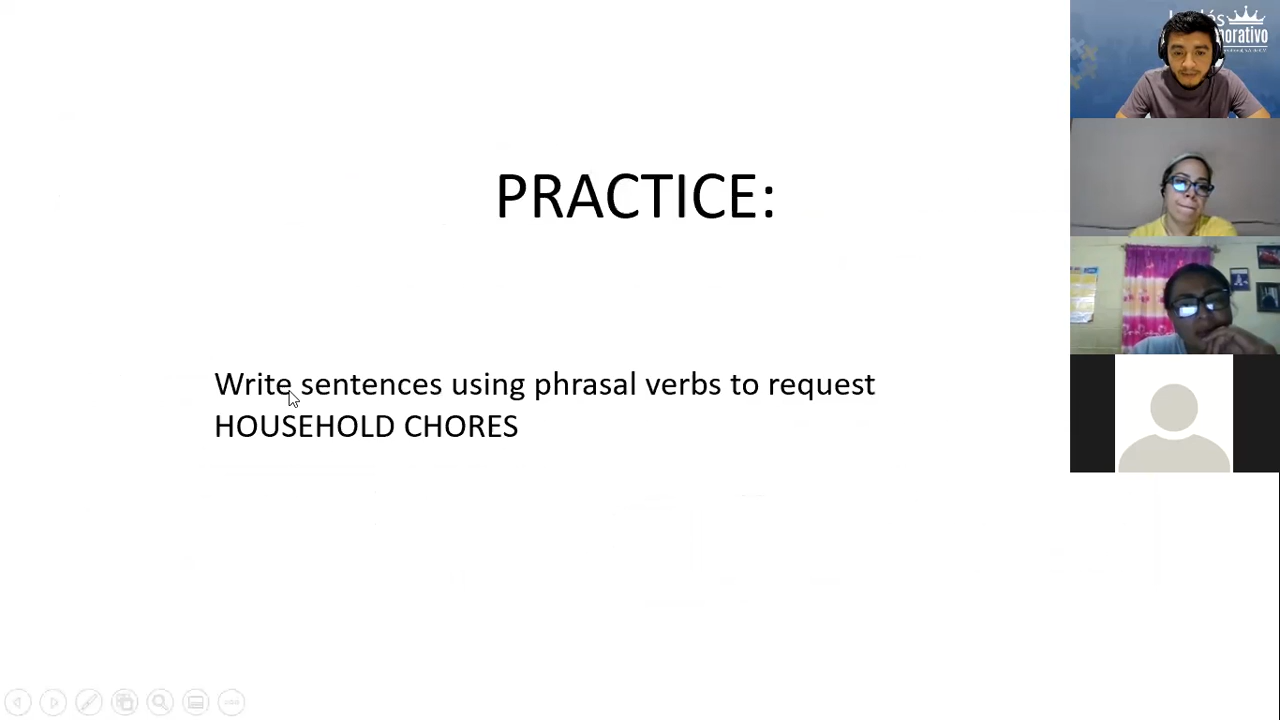 PRACTICE:
Write sentences using phrasal verbs to request
HOUSEHOLD CHORES